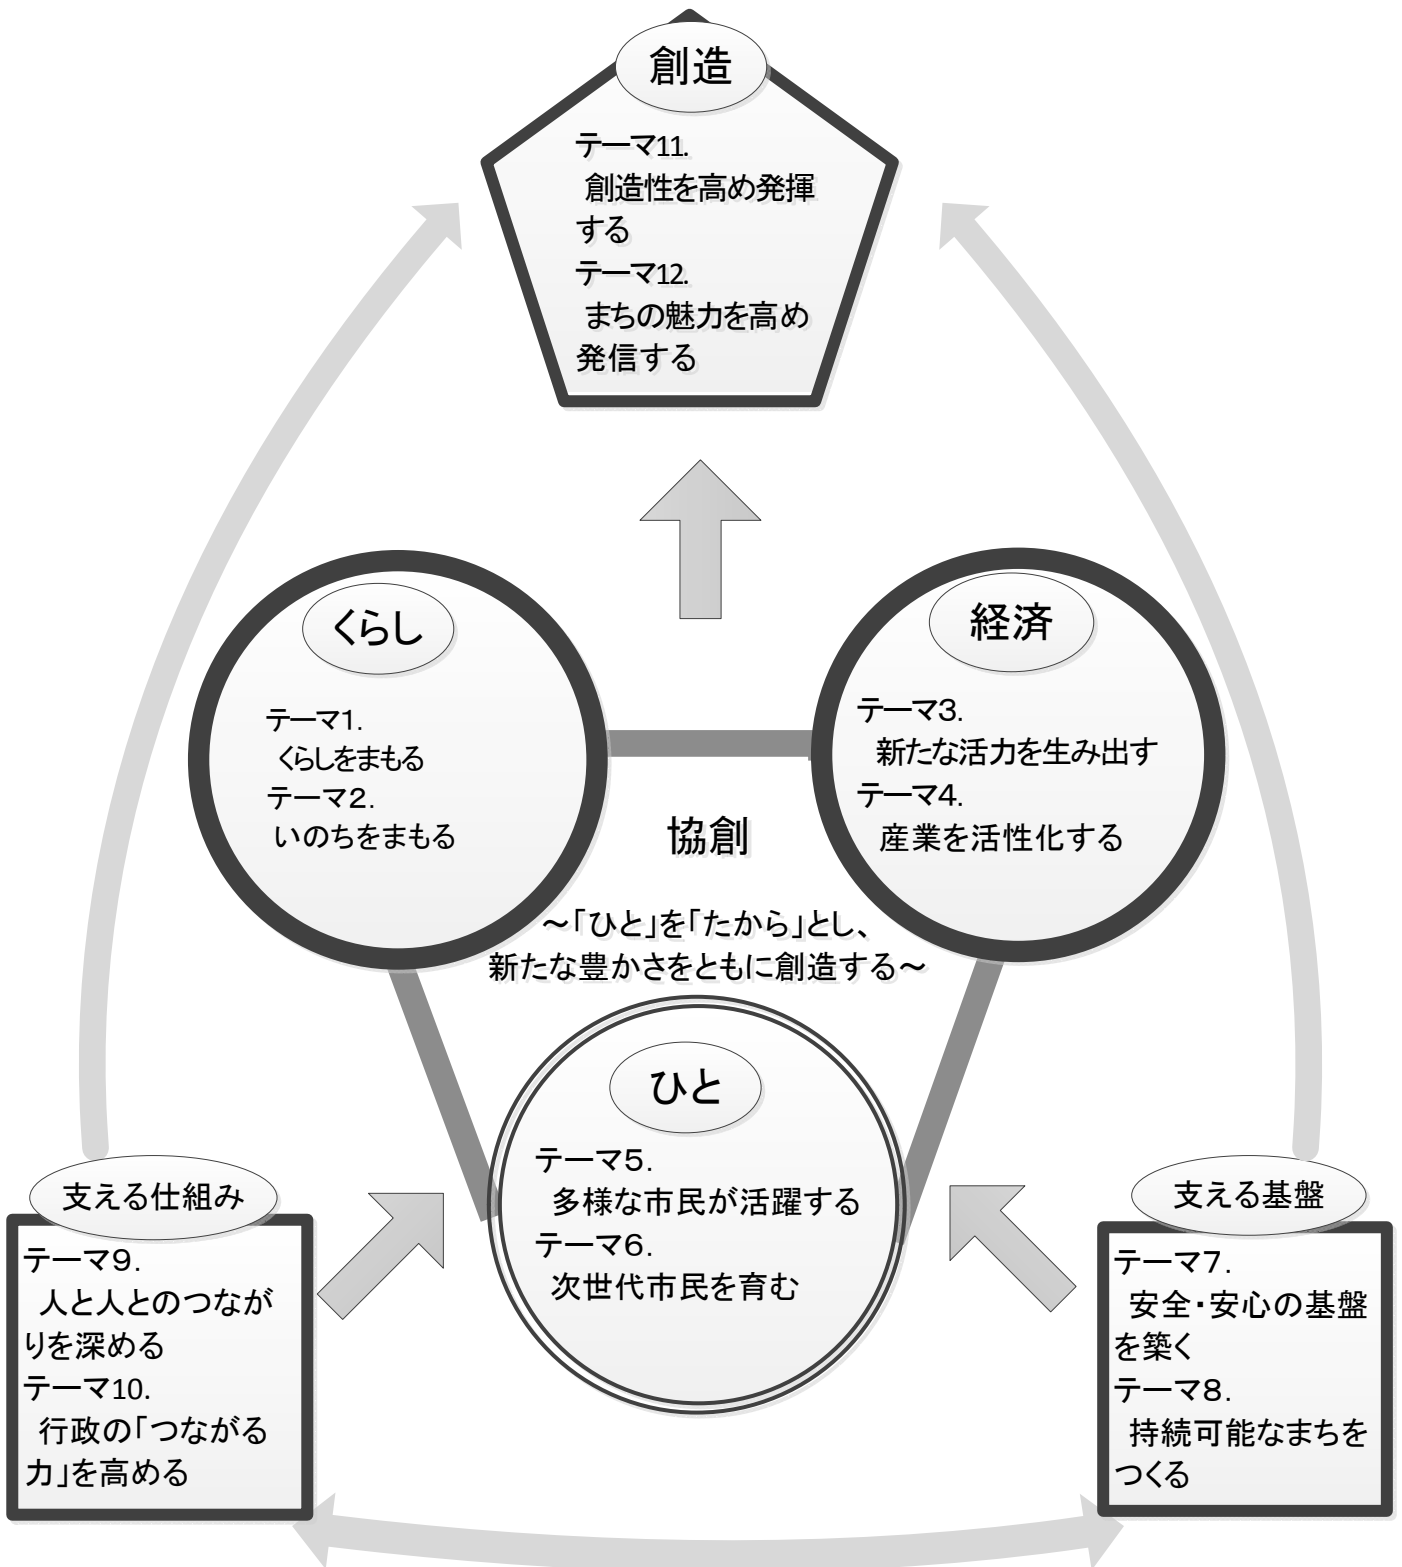 創造
テーマ11.
創造性を高め発揮
する
テーマ12.
まちの魅力を高め
発信する
くらし
テーマ1.
くらしをまもる
テーマ２.
いのちをまもる
経済
テーマ3.
新たな活力を生み出す
テーマ4.
産業を活性化する
協創
～「ひと」を「たから」とし、
新たな豊かさをともに創造する～
ひと
テーマ５.
多様な市民が活躍する
テーマ６.
次世代市民を育む
支える仕組み
テーマ９.
人と人とのつなが
りを深める
テーマ10.
行政の「つながる
力」を高める
支える基盤
テーマ７.
安全・安心の基盤
を築く
テーマ８.
持続可能なまちを
つくる